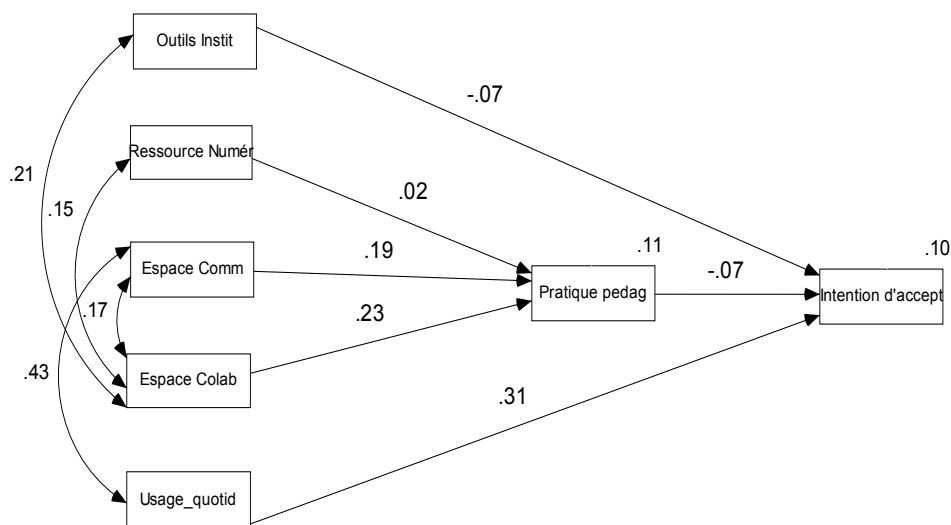 Outils Instit
-.07
Ressource Numér
.21
.15
.02
Espace Comm
.19
.11
.10
-.07
Pratique pedag
Intention d'accept
.17
.23
.43
Espace Colab
.31
Usage_quotid